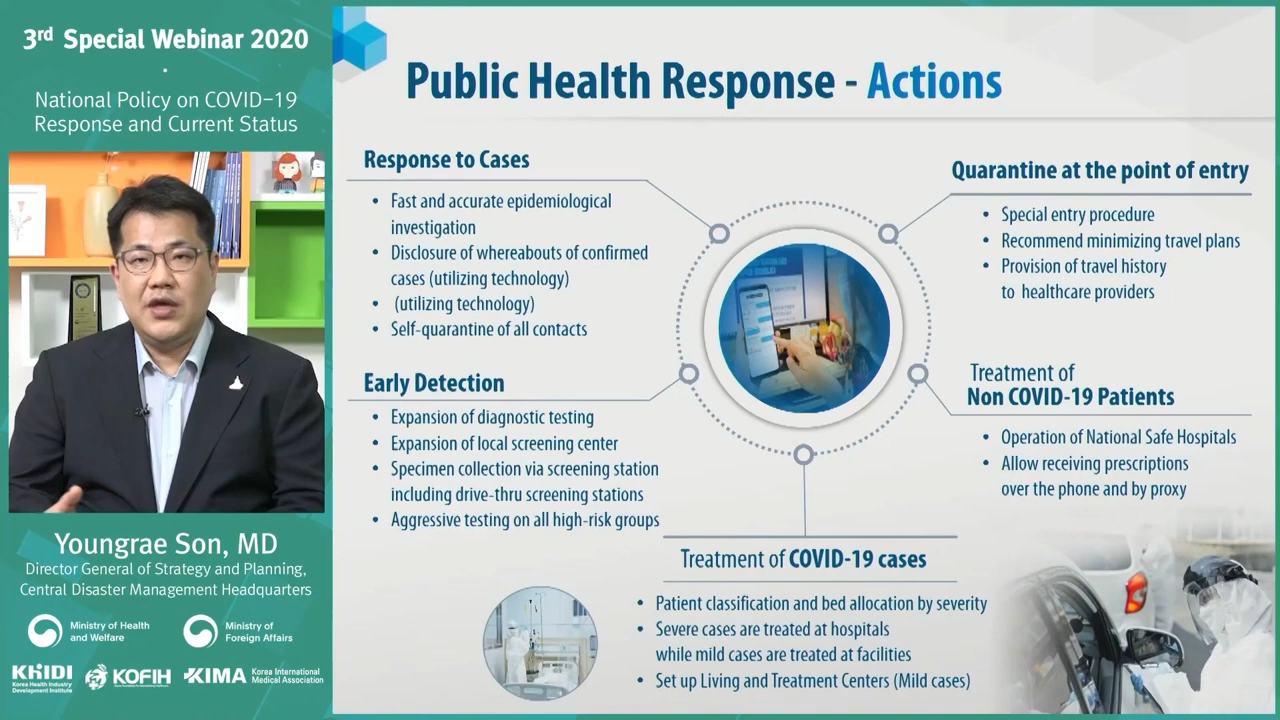 3rd Special Webinar 2020
·
National Policy on COVID-19
Response and Current Status
Youngrae Son, MD
Director General of Strategy and Planning,
Central Disaster Management Headquarters
Ministry of Health
and Welfare
Ministry of
Foreign Affairs
KHIDI
Korea Health Industry
Development Institute
KOFIH
KIMA
Korea International
Medical Association
Public Health Response - Actions
Response to Cases
• Fast and accurate epidemiological
investigation
• Disclosure of whereabouts of confirmed
cases (utilizing technology)
• (utilizing technology)
• Self-quarantine of all contacts
Early Detection
• Expansion of diagnostic testing
• Expansion of local screening center
• Specimen collection via screening station
including drive-thru screening stations
• Aggressive testing on all high-risk groups
Quarantine at the point of entry
• Special entry procedure
• Recommend minimizing travel plans
• Provision of travel history
to healthcare providers
Treatment of
Non COVID-19 Patients
• Operation of National Safe Hospitals
• Allow receiving prescriptions
over the phone and by proxy
Treatment of COVID-19 cases
• Patient classification and bed allocation by severity
• Severe cases are treated at hospitals
while mild cases are treated at facilities
• Set up Living and Treatment Centers (Mild cases)